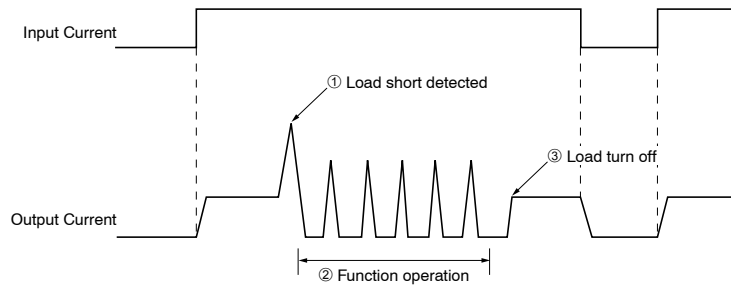 Input Current
① Load short detected
③ Load turn off
Output Current
② Function operation